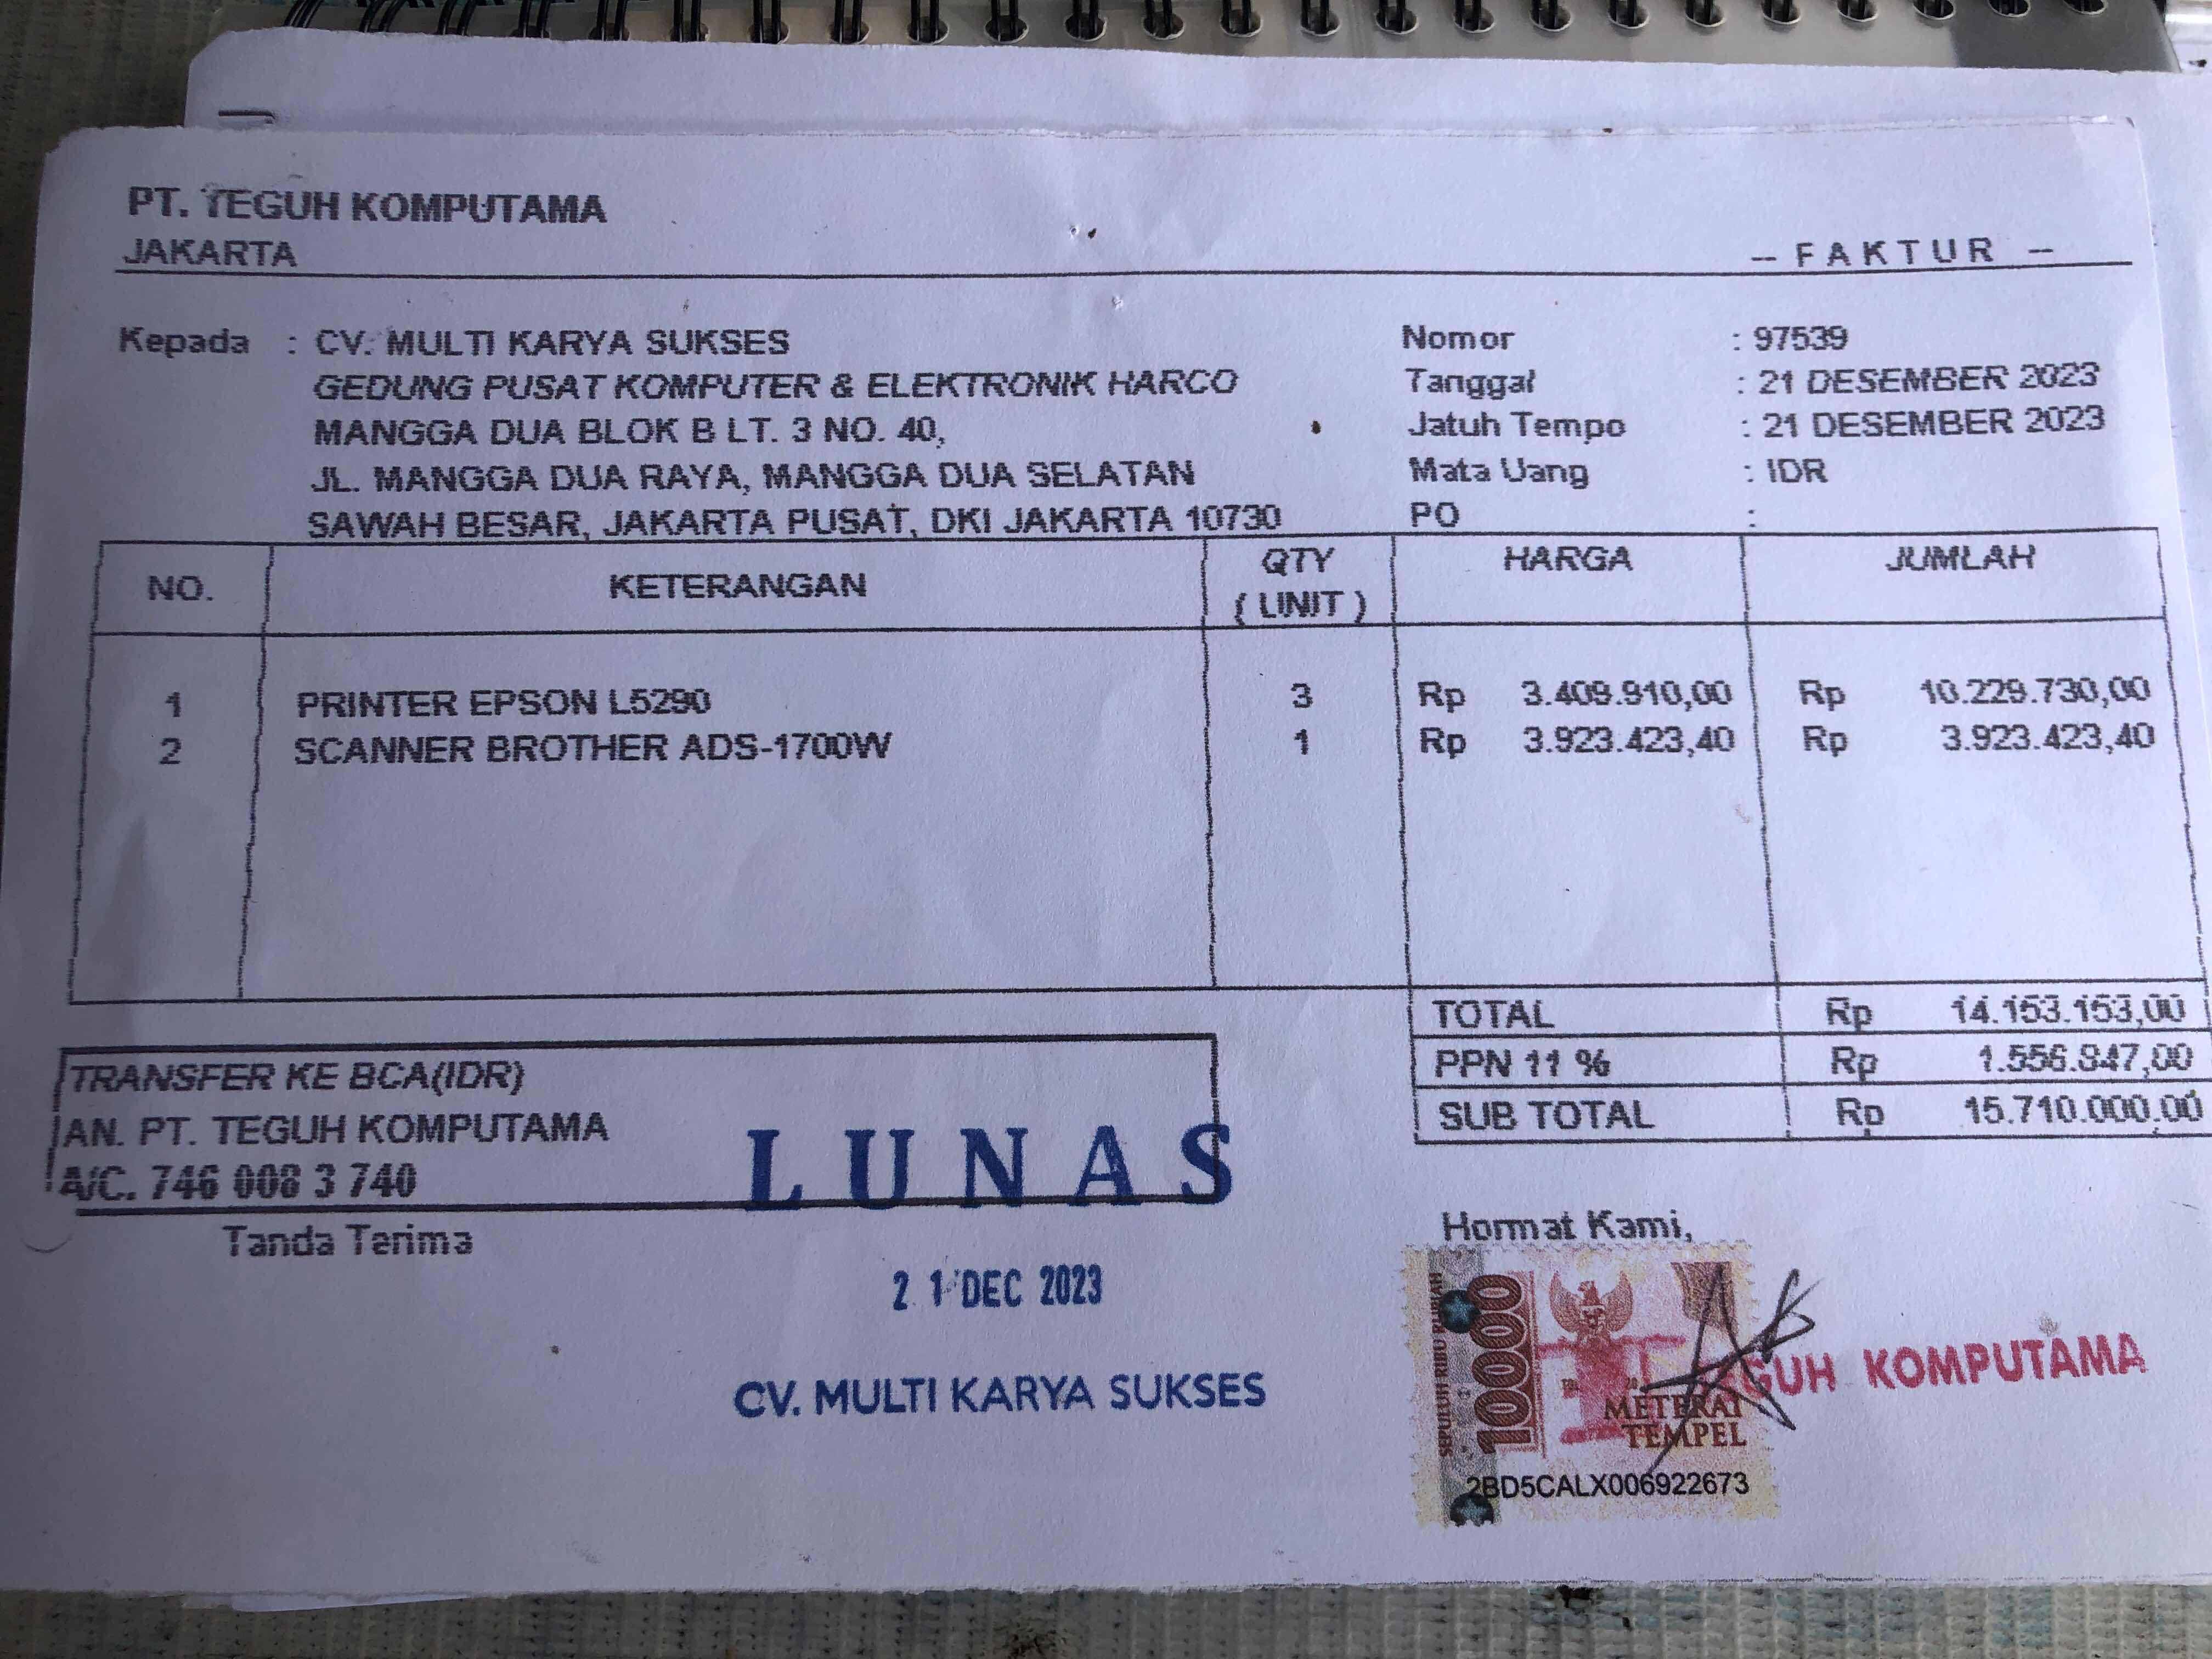 PT. TEGUH KOMPUTAMA
JAKARTA
-- F A K T U R --
Kepada : CV. MULTI KARYA SUKSES
GEDUNG PUSAT KOMPUTER & ELEKTRONIK HARCO
MANGGA DUA BLOK B LT. 3 NO. 40,
JL. MANGGA DUA RAYA, MANGGA DUA SELATAN
SAWAH BESAR, JAKARTA PUSAT, DKI JAKARTA 10730
Nomor : 97539
Tanggal : 21 DESEMBER 2023
Jatuh Tempo : 21 DESEMBER 2023
Mata Uang : IDR
PO :
NO. KETERANGAN QTY ( UNIT ) HARGA JUMLAH
1 PRINTER EPSON L5290 3 Rp 3.409.910,00 Rp 10.229.730,00
2 SCANNER BROTHER ADS-1700W 1 Rp 3.923.423,40 Rp 3.923.423,40
TOTAL Rp 14.153.153,00
PPN 11 % Rp 1.556.847,00
SUB TOTAL Rp 15.710.000,00
TRANSFER KE BCA(IDR)
AN. PT. TEGUH KOMPUTAMA
A/C. 746 008 3 740
L U N A S
Tanda Terima
21 DEC 2023
CV. MULTI KARYA SUKSES
Hormat Kami,
SEPULUH RIBU RUPIAH
10000
GUH KOMPUTAMA
METERAI
TEMPEL
2BD5CALX006922673